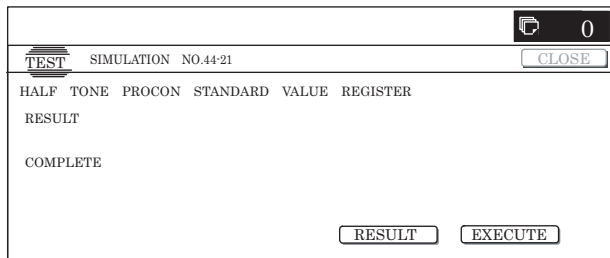 0
TEST SIMULATION NO.44-21 CLOSE
HALF TONE PROCON STANDARD VALUE REGISTER
RESULT
COMPLETE
RESULT EXECUTE